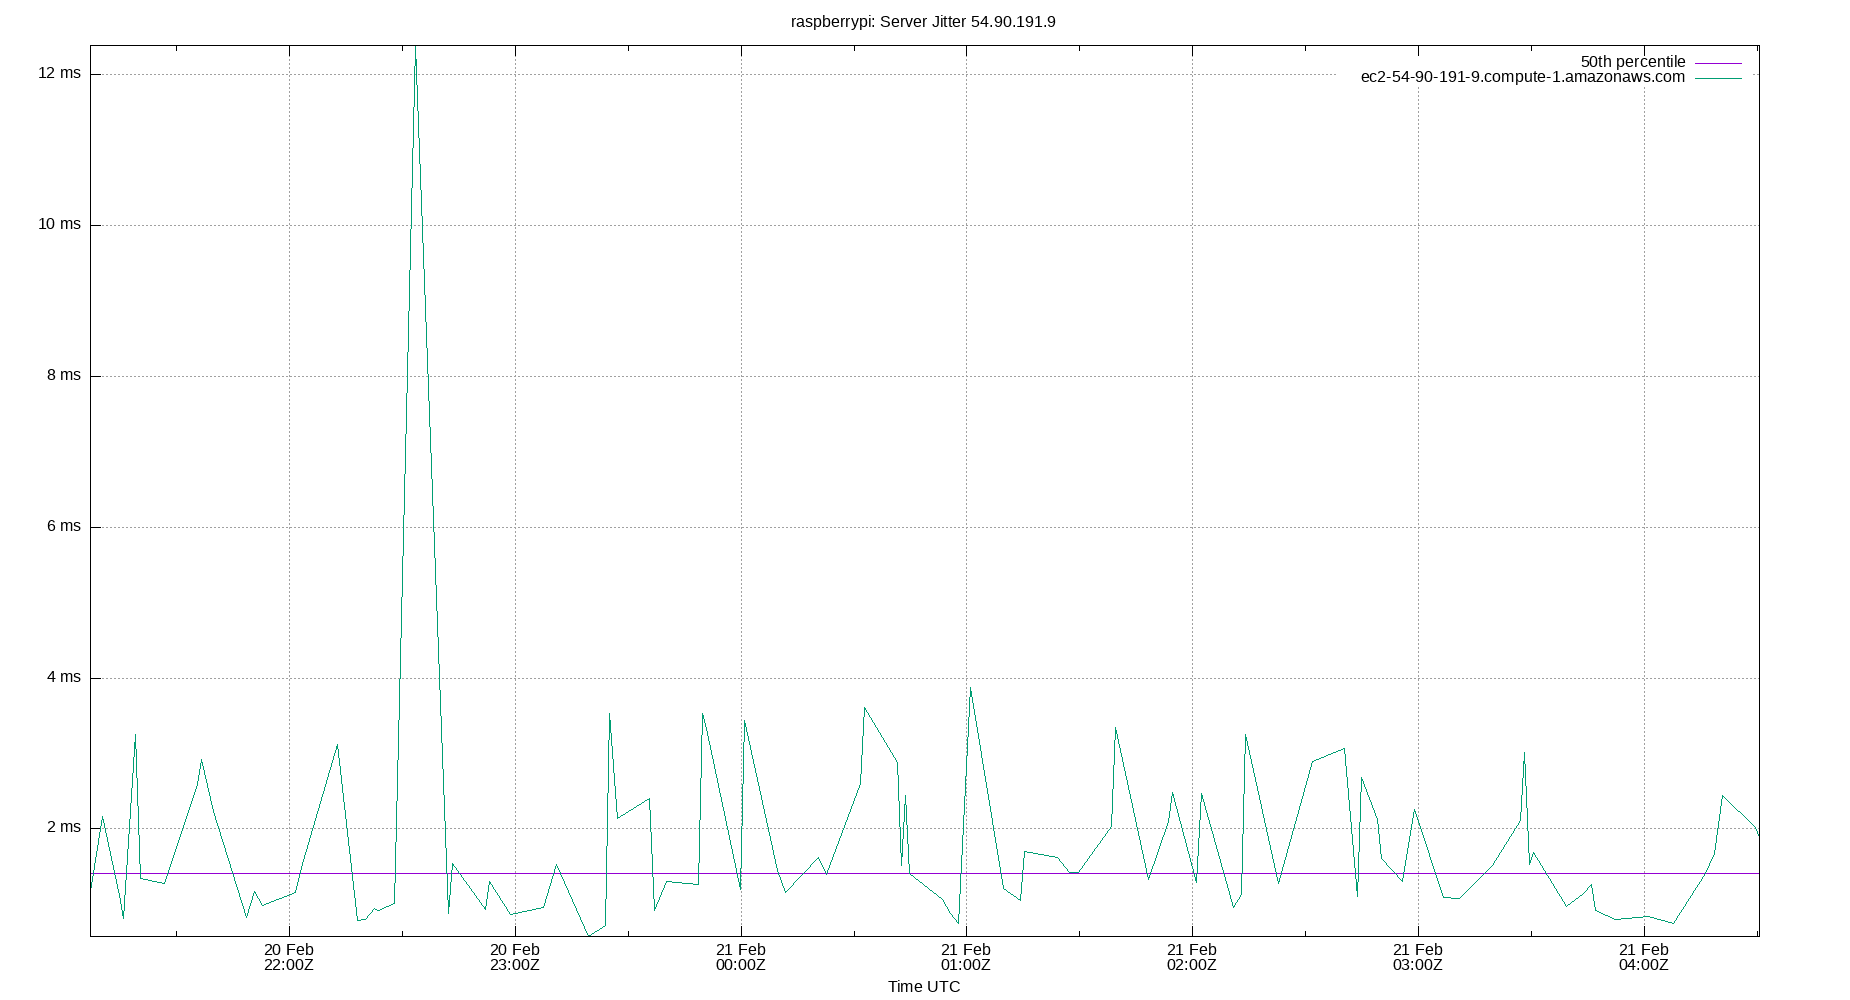 raspberrypi: Server Jitter 54.90.191.9
50th percentile
ec2-54-90-191-9.compute-1.amazonaws.com
12 ms
10 ms
8 ms
6 ms
4 ms
2 ms
20 Feb 20 Feb 21 Feb 21 Feb 21 Feb 21 Feb 21 Feb
22:00Z 23:00Z 00:00Z 01:00Z 02:00Z 03:00Z 04:00Z
Time UTC